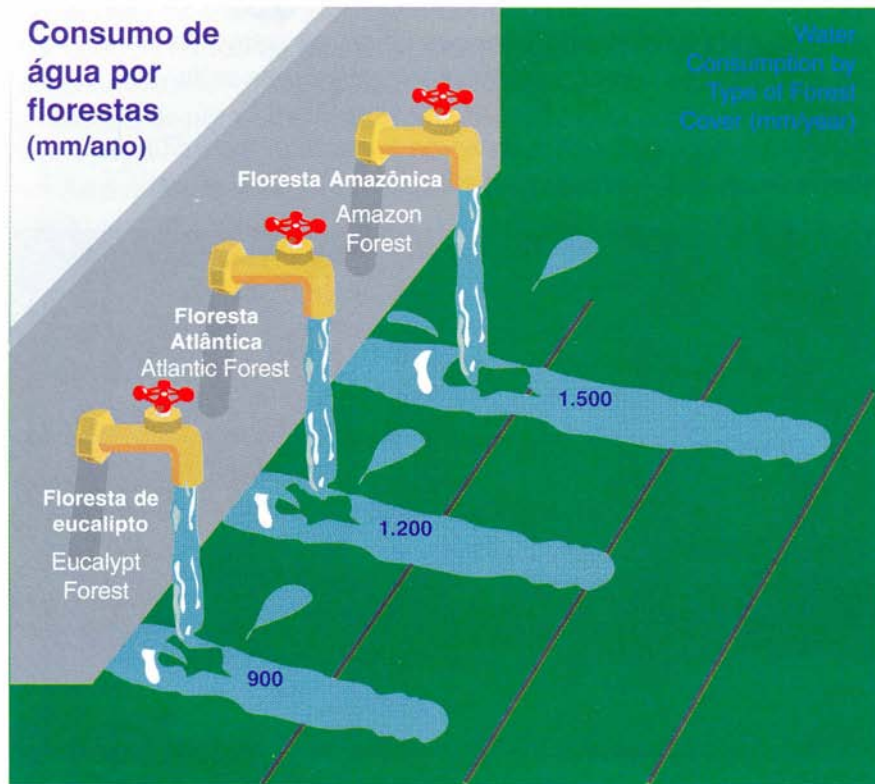 Consumo de
água por
florestas
(mm/ano)
Water
Consumption by
Type of Forest
Cover (mm/year)
Floresta Amazônica
Amazon
Forest
Floresta
Atlântica
Atlantic Forest
Floresta de
eucalipto
Eucalypt
Forest
1.500
1.200
900